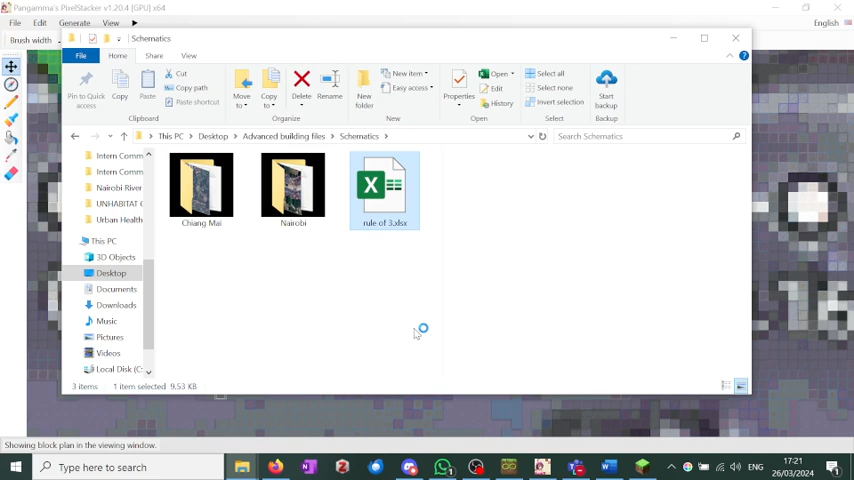 Pangamma's PixelStacker v1.20.4 [GPU] x64
File Edit Generate View English
Brush width
Schematics
File Home Share View
Pin to Quick access
Copy
Paste
Cut
Copy path
Paste shortcut
Clipboard
Move to
Copy to
Delete
Rename
Organize
New folder
New item
Easy access
New
Properties
Open
Edit
History
Open
Select all
Select none
Invert selection
Select
Start backup
Backup
This PC > Desktop > Advanced building files > Schematics >
Search Schematics
Intern Comm
Intern Comm
Nairobi River
UNHABITAT
Urban Health
This PC
3D Objects
Desktop
Documents
Downloads
Music
Pictures
Videos
Local Disk (C:
Chiang Mai
Nairobi
rule of 3.xlsx
3 items 1 item selected 9.53 KB
16
Showing block plan in the viewing window.
Type here to search
ENG
17:21
26/03/2024